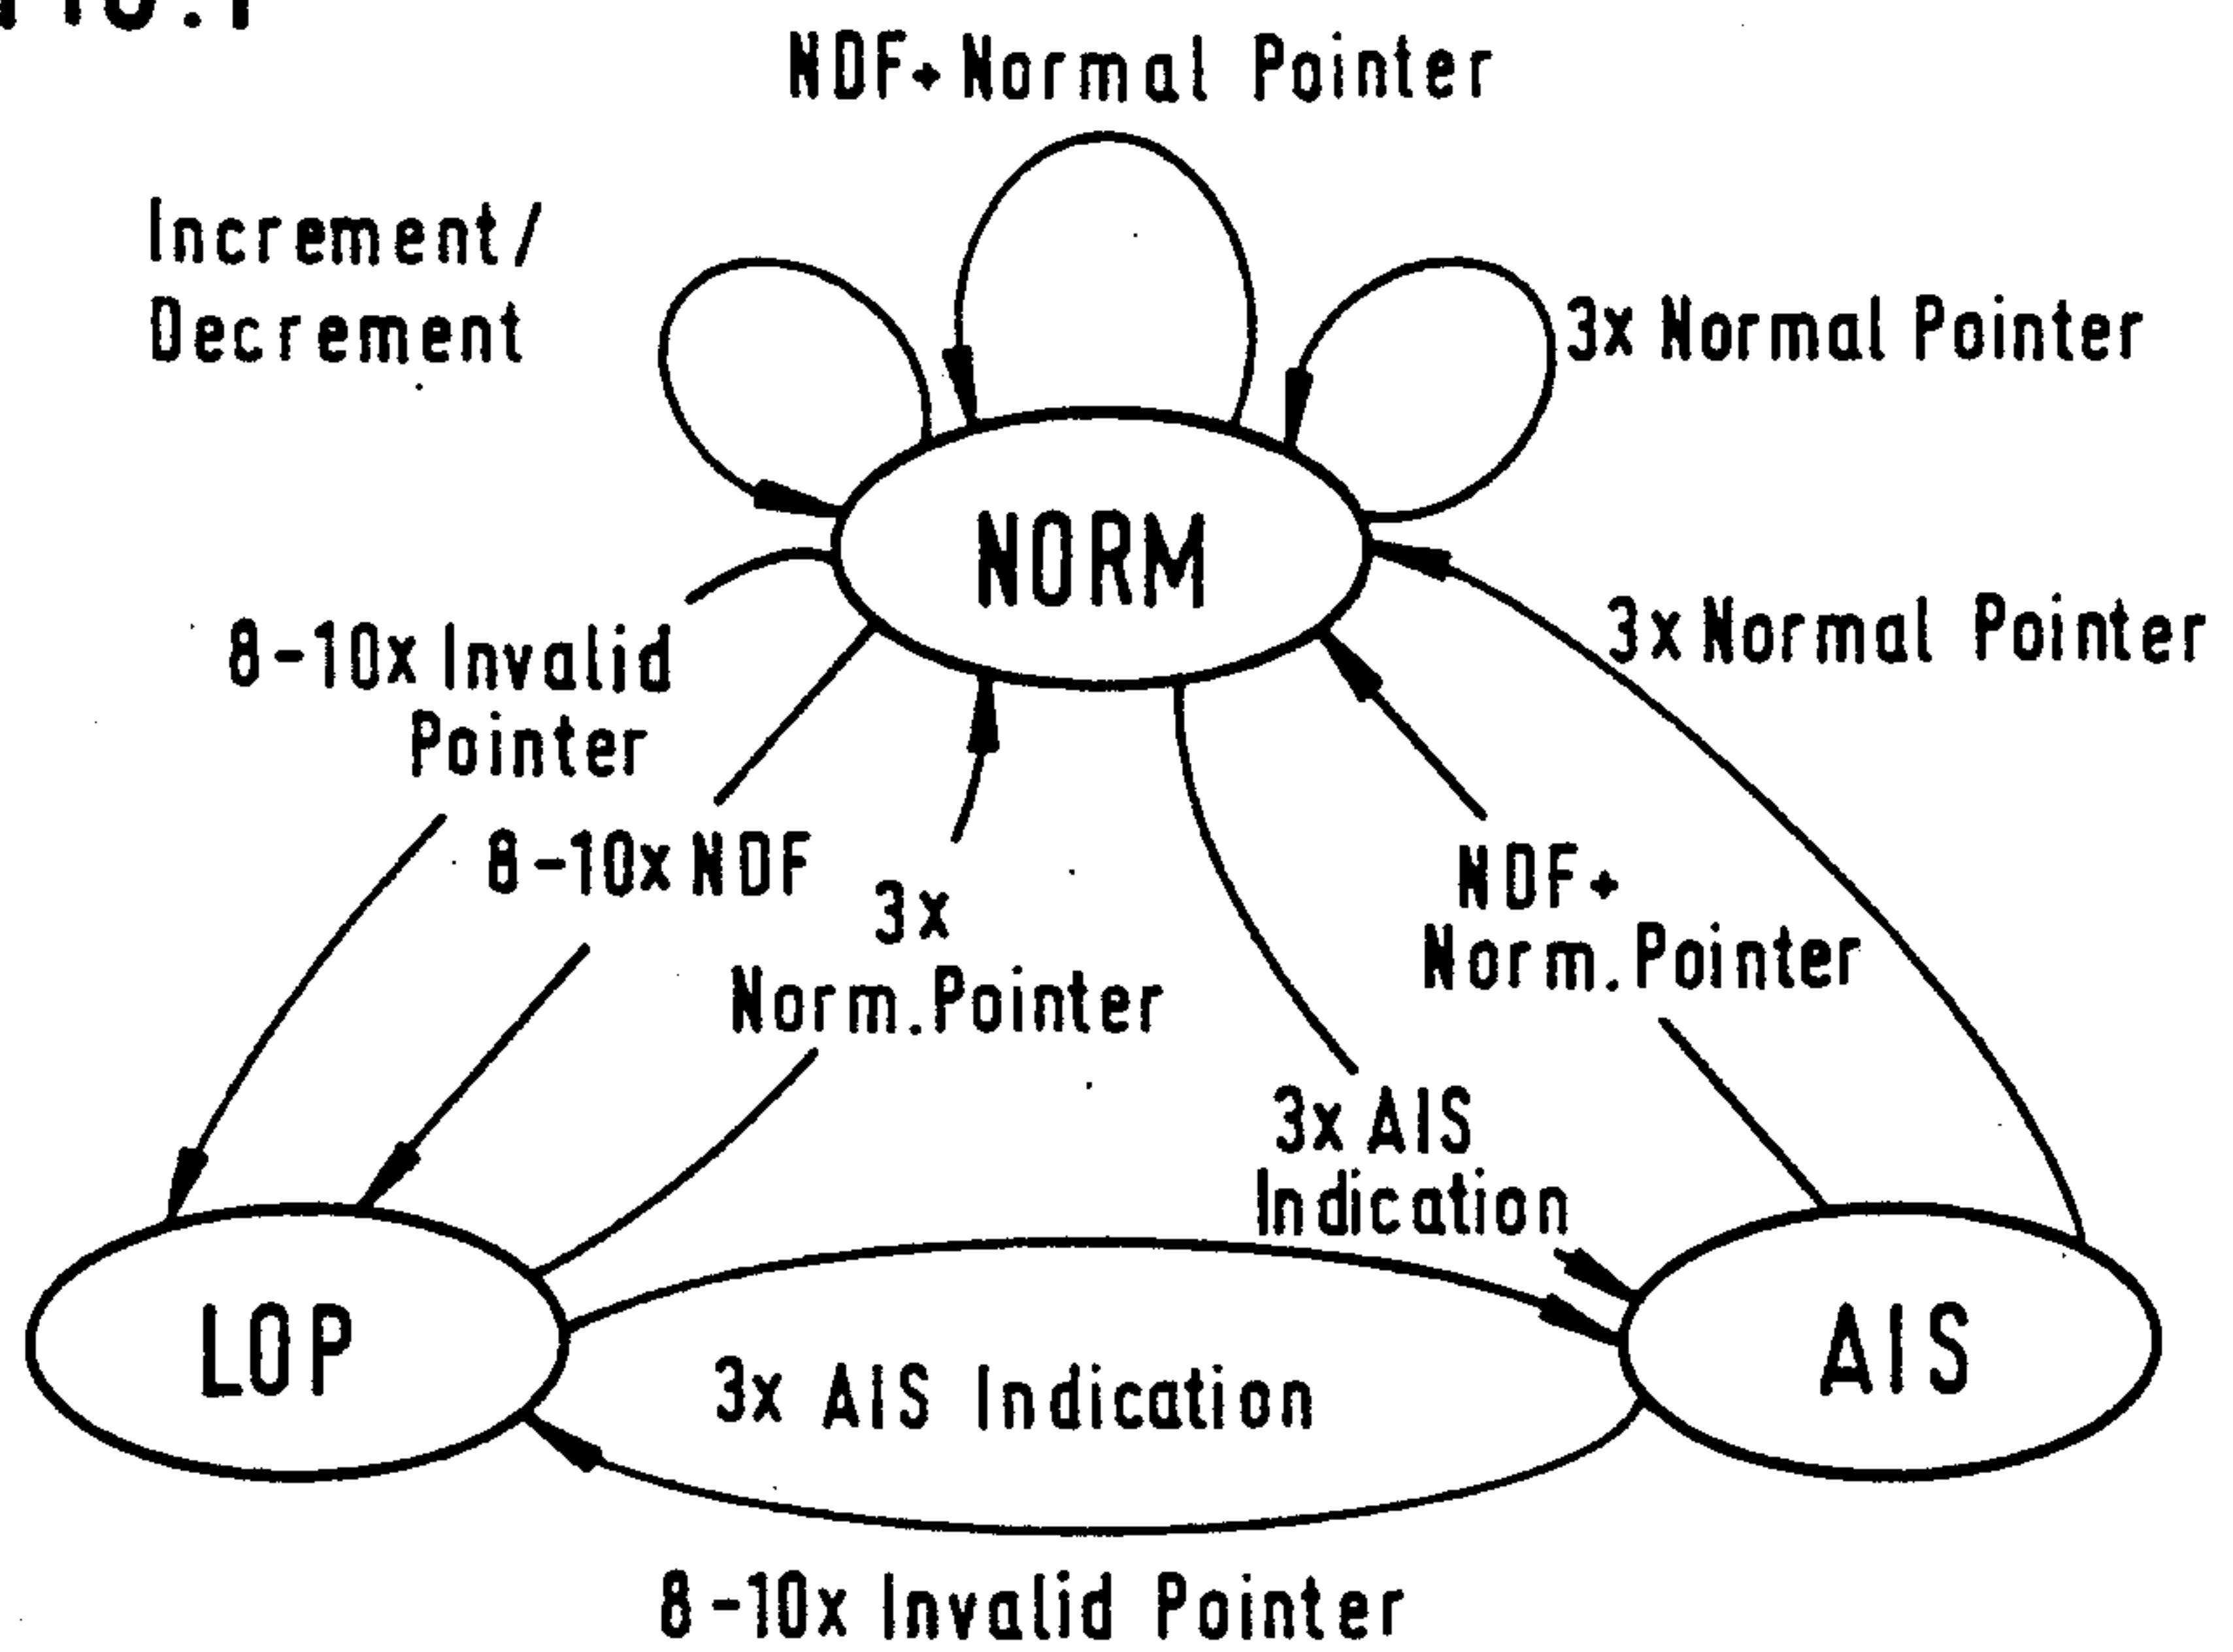 NDF+Normal Pointer
Increment/
Decrement
3x Normal Pointer
NORM
3x Normal Pointer
8-10x Invalid
Pointer
8-10x NDF
3x
Norm.Pointer
NDF+
Norm.Pointer
3x AIS
Indication
LOP
AIS
3x AIS Indication
8-10x Invalid Pointer